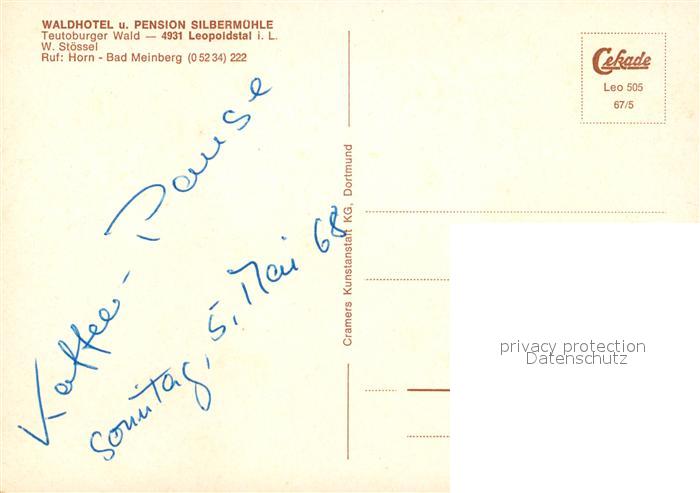 WALDHOTEL u. PENSION SILBERMÜHLE
Teutoburger Wald — 4931 Leopoldstal i. L.
W. Stössel
Ruf: Horn - Bad Meinberg (0 52 34) 222
Cekade
Leo 505
67/5
Kaffee-Pause
Sonntag, 5. Mai 68
Cramers Kunstanstalt KG, Dortmund
privacy protection
Datenschutz